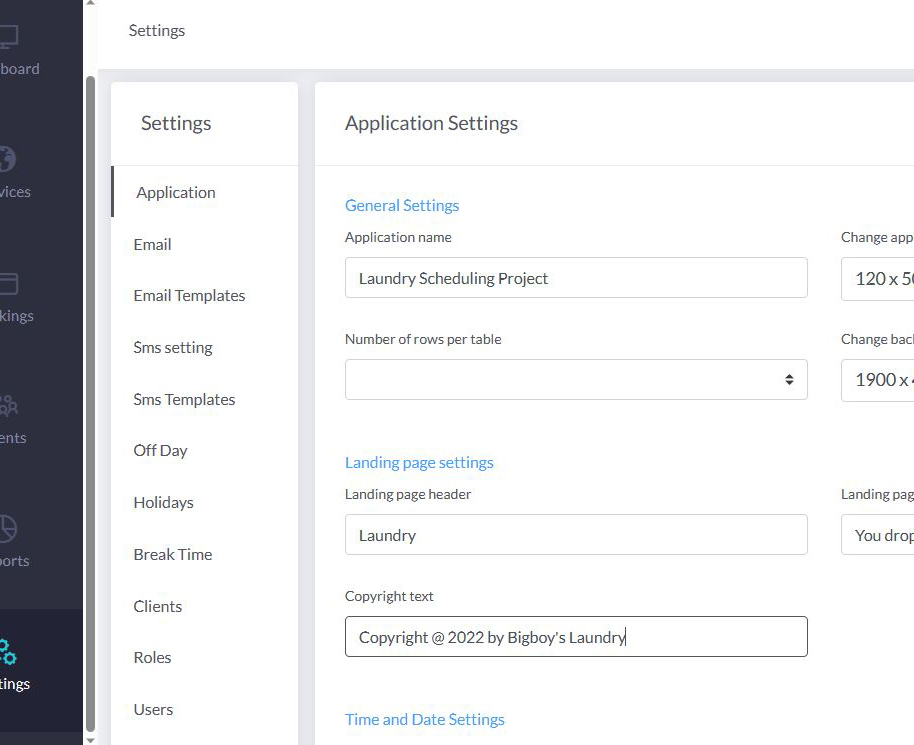 Settings
board
vices
kings
ents
ports
tings
Settings
Application
Email
Email Templates
Sms setting
Sms Templates
Off Day
Holidays
Break Time
Clients
Roles
Users
Application Settings
General Settings
Application name
Change app
Laundry Scheduling Project
120 x 50
Number of rows per table
Change bac
1900 x 4
Landing page settings
Landing page header
Landing pag
Laundry
You drop
Copyright text
Copyright @ 2022 by Bigboy's Laundry
Time and Date Settings